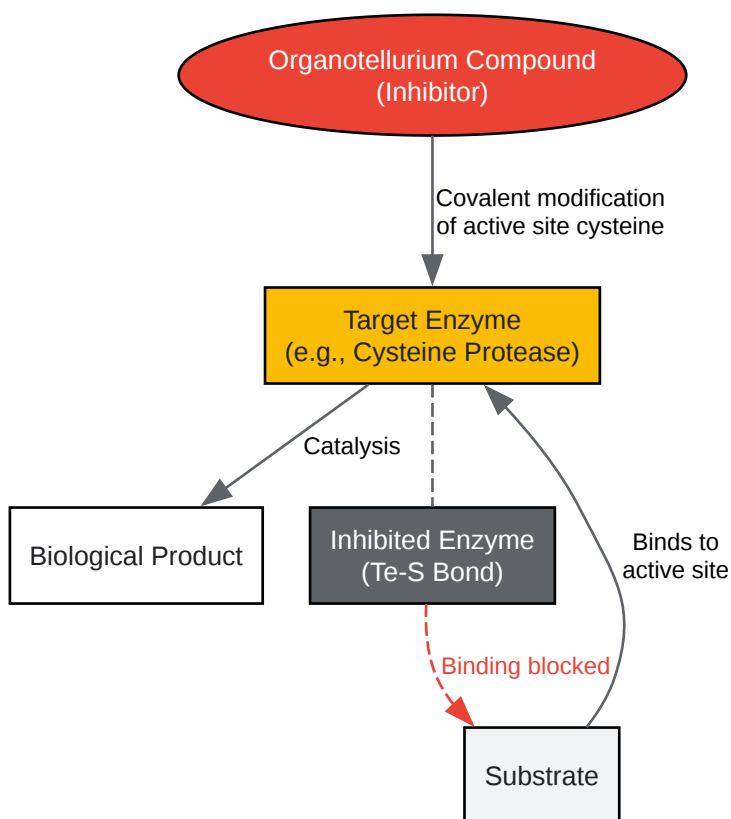 Organotellurium Compound
(Inhibitor)
Covalent modification
of active site cysteine
Target Enzyme
(e.g., Cysteine Protease)
Catalysis
Biological Product
Inhibited Enzyme
(Te-S Bond)
Binds to
active site
Binding blocked
Substrate